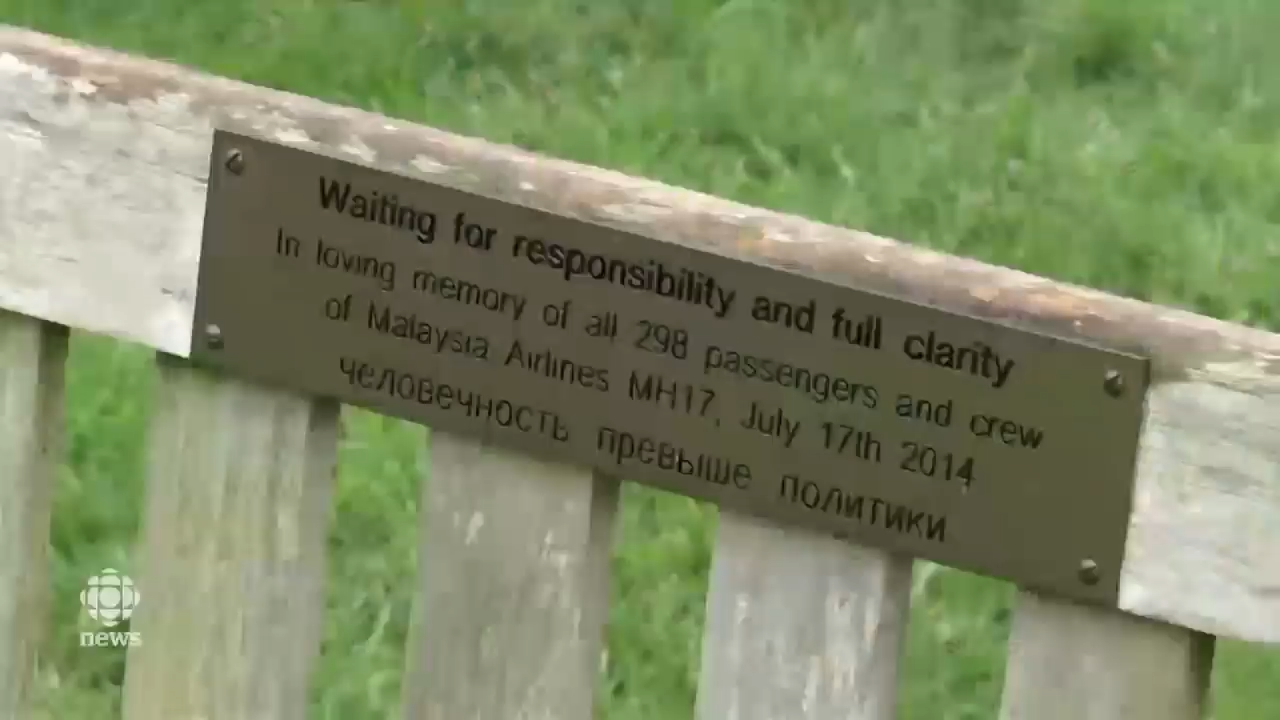 Waiting for responsibility and full clarity
In loving memory of all 298 passengers and crew
of Malaysia Airlines MH17, July 17th 2014
человечность превыше политики
news